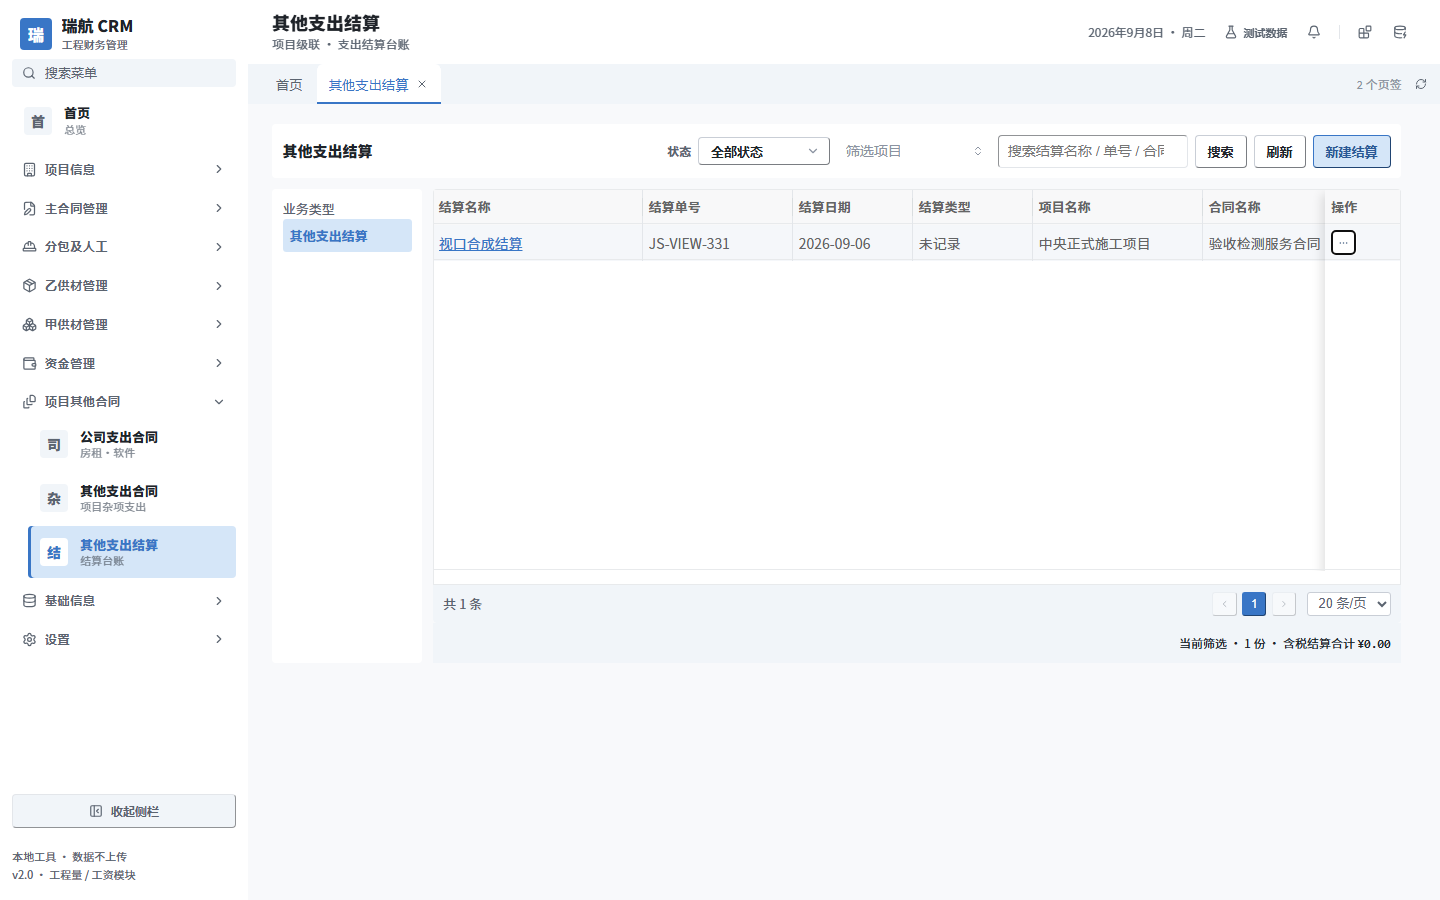 瑞
瑞航 CRM
工程财务管理
搜索菜单
首
首页
总览
项目信息
主合同管理
分包及人工
乙供材管理
甲供材管理
资金管理
项目其他合同
司
公司支出合同
房租・软件
杂
其他支出合同
项目杂项支出
结
其他支出结算
结算台账
基础信息
设置
收起侧栏
本地工具 · 数据不上传
v2.0 · 工程量 / 工资模块
其他支出结算
项目级联 · 支出结算台账
2026年9月8日 · 周二
测试数据
首页
其他支出结算
2 个页签
其他支出结算
状态
全部状态
筛选项目
搜索结算名称 / 单号 / 合同
搜索
刷新
新建结算
业务类型
其他支出结算
结算名称 结算单号 结算日期 结算类型 项目名称 合同名称 操作
视口合成结算 JS-VIEW-331 2026-09-06 未记录 中央正式施工项目 验收检测服务合同 ...
共 1 条
1
20 条/页
当前筛选 · 1 份 · 含税结算合计 ¥0.00